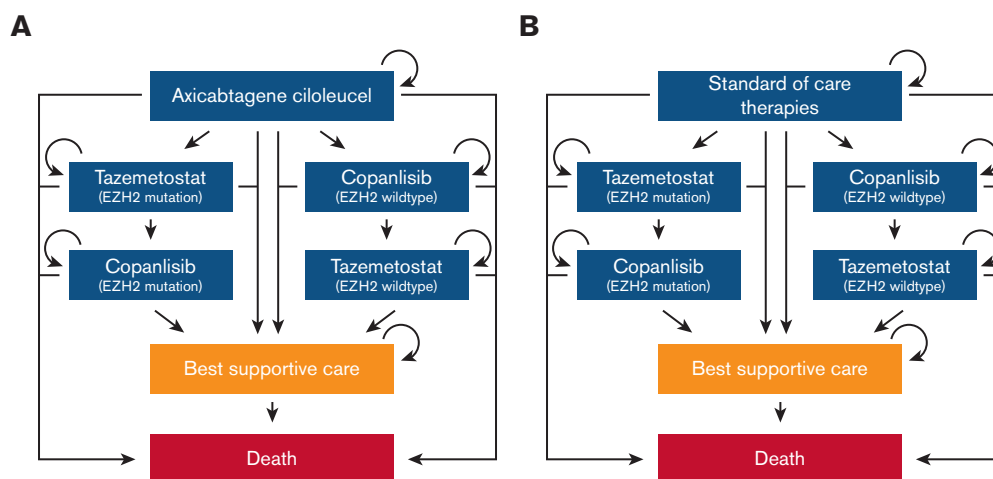 A
Axicabtagene ciloleucel
Tazemetostat
(EZH2 mutation)
Copanlisib
(EZH2 wildtype)
Copanlisib
(EZH2 mutation)
Tazemetostat
(EZH2 wildtype)
Best supportive care
Death
B
Standard of care
therapies
Tazemetostat
(EZH2 mutation)
Copanlisib
(EZH2 wildtype)
Copanlisib
(EZH2 mutation)
Tazemetostat
(EZH2 wildtype)
Best supportive care
Death